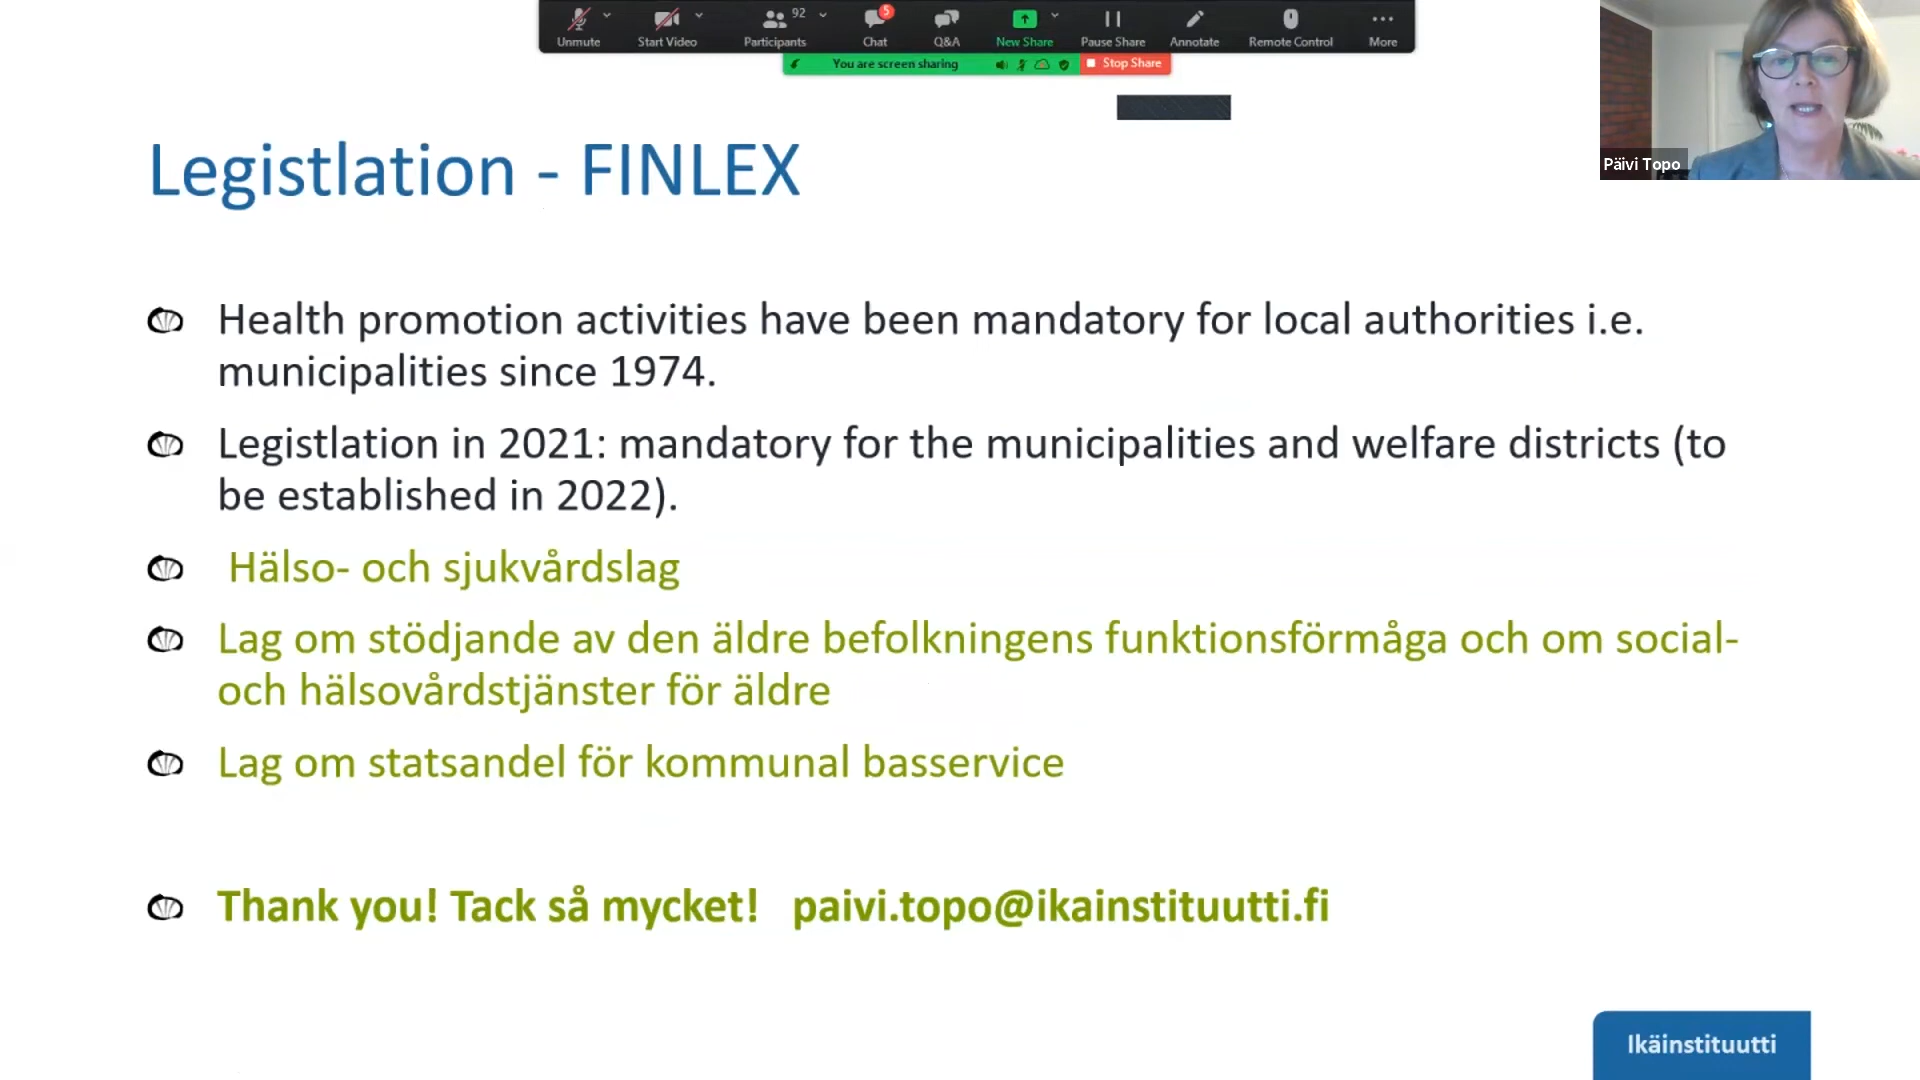 Unmute
Start Video
Participants 92
Chat 5
Q&A
New Share
Pause Share
Annotate
Remote Control
More
You are screen sharing
Stop Share
Päivi Topo
Legistlation - FINLEX
Health promotion activities have been mandatory for local authorities i.e.
municipalities since 1974.
Legistlation in 2021: mandatory for the municipalities and welfare districts (to
be established in 2022).
Hälso- och sjukvårdslag
Lag om stödjande av den äldre befolkningens funktionsförmåga och om social-
och hälsovårdstjänster för äldre
Lag om statsandel för kommunal basservice
Thank you! Tack så mycket! paivi.topo@ikainstituutti.fi
Ikäinstituutti